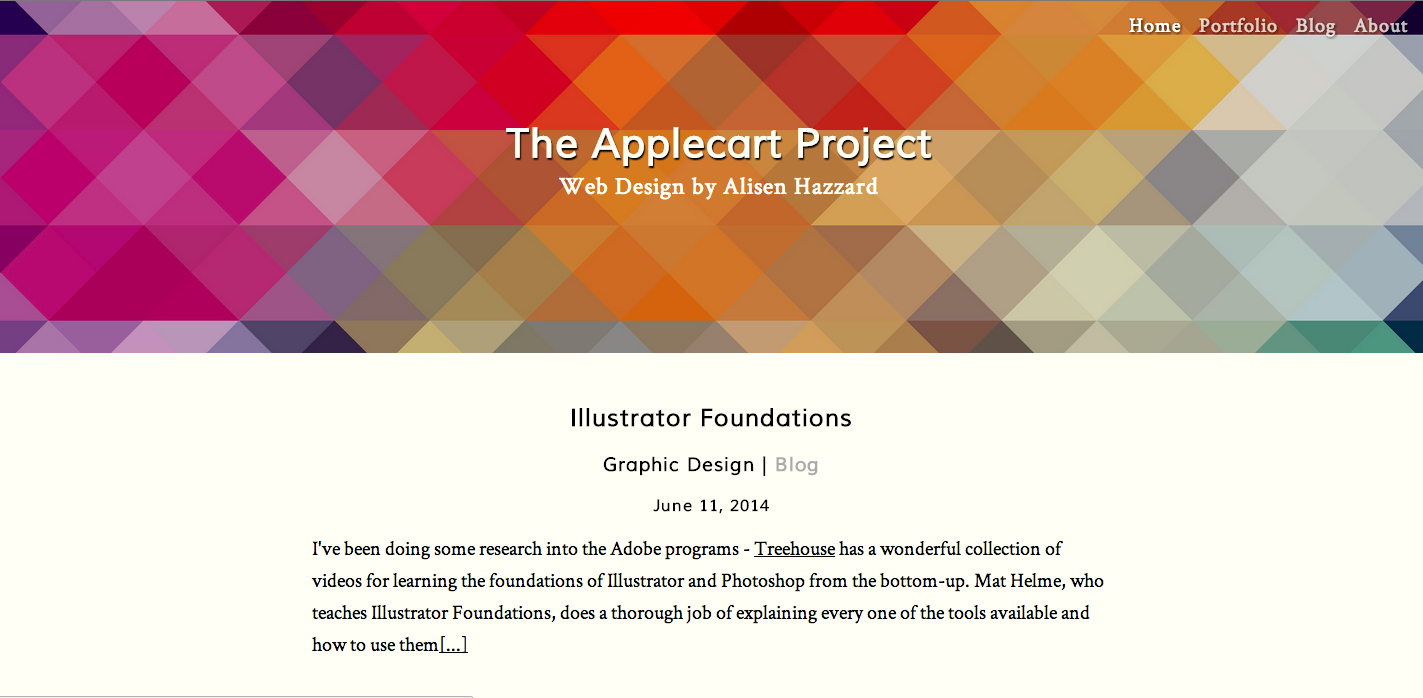 Home Portfolio Blog About
The Applecart Project
Web Design by Alisen Hazzard
Illustrator Foundations
Graphic Design | Blog
June 11, 2014
I've been doing some research into the Adobe programs - Treehouse has a wonderful collection of
videos for learning the foundations of Illustrator and Photoshop from the bottom-up. Mat Helme, who
teaches Illustrator Foundations, does a thorough job of explaining every one of the tools available and
how to use them[...]